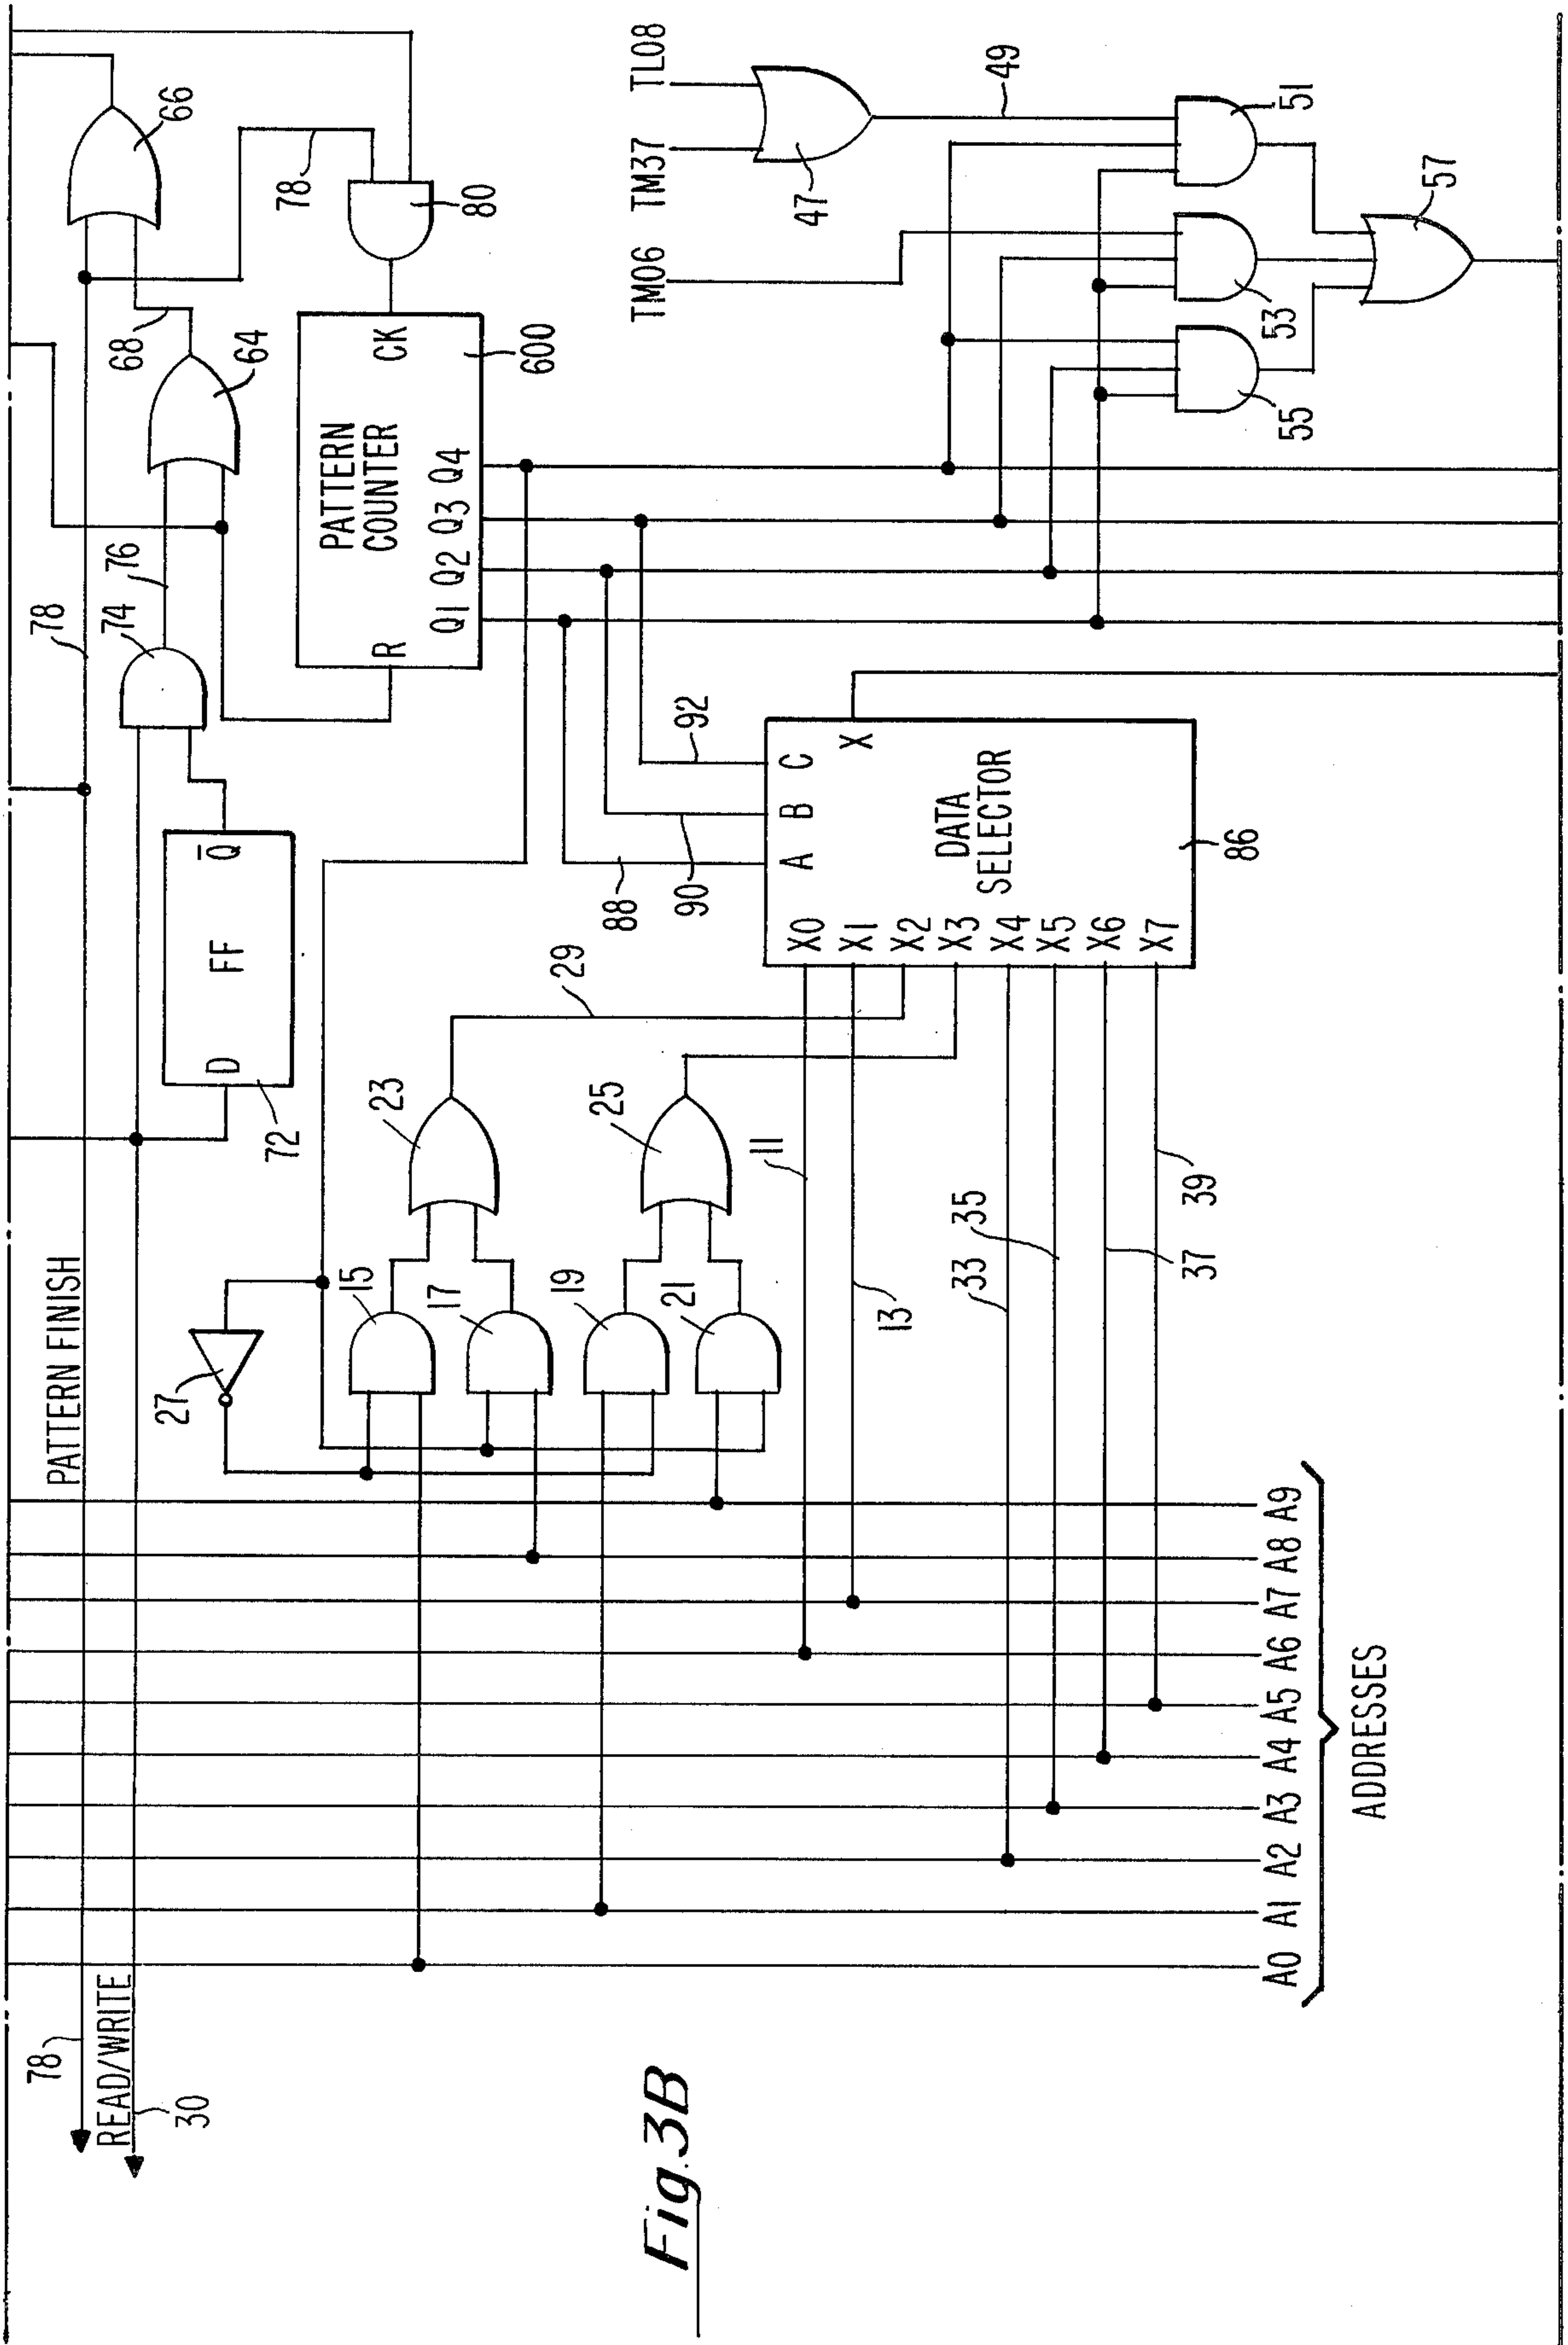 78
READ/WRITE
30
PATTERN FINISH
78
74
76
68
66
64
78
80
27
D
FF
Q̅
72
R
PATTERN
COUNTER
CK
Q1 Q2 Q3 Q4
600
15
17
19
21
23
25
29
11
13
33
35
37
39
88
90
92
A B C
X
X0
X1
X2
X3
X4
X5
X6
X7
DATA
SELECTOR
86
TM06
TM37
TL08
47
49
51
53
55
57
A0 A1 A2 A3 A4 A5 A6 A7 A8 A9
ADDRESSES
Fig.3B